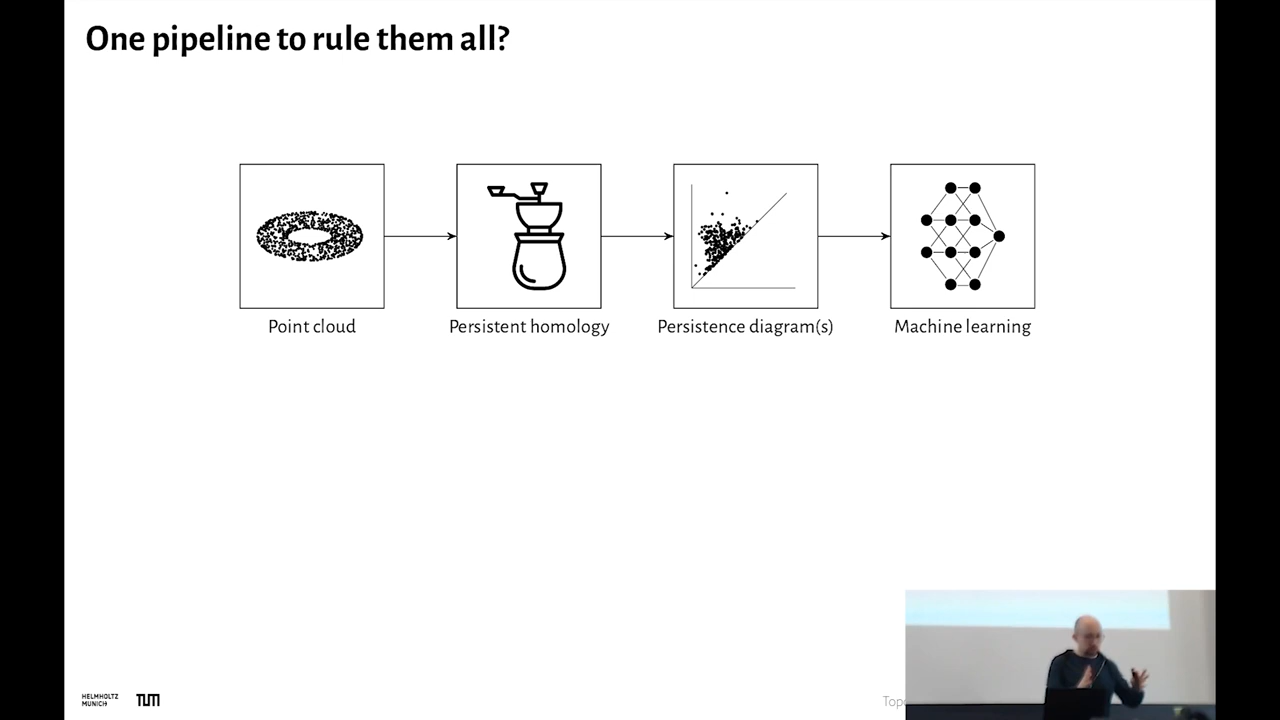 One pipeline to rule them all?
Point cloud
Persistent homology
Persistence diagram(s)
Machine learning
HELMHOLTZ
MUNICH
TUM